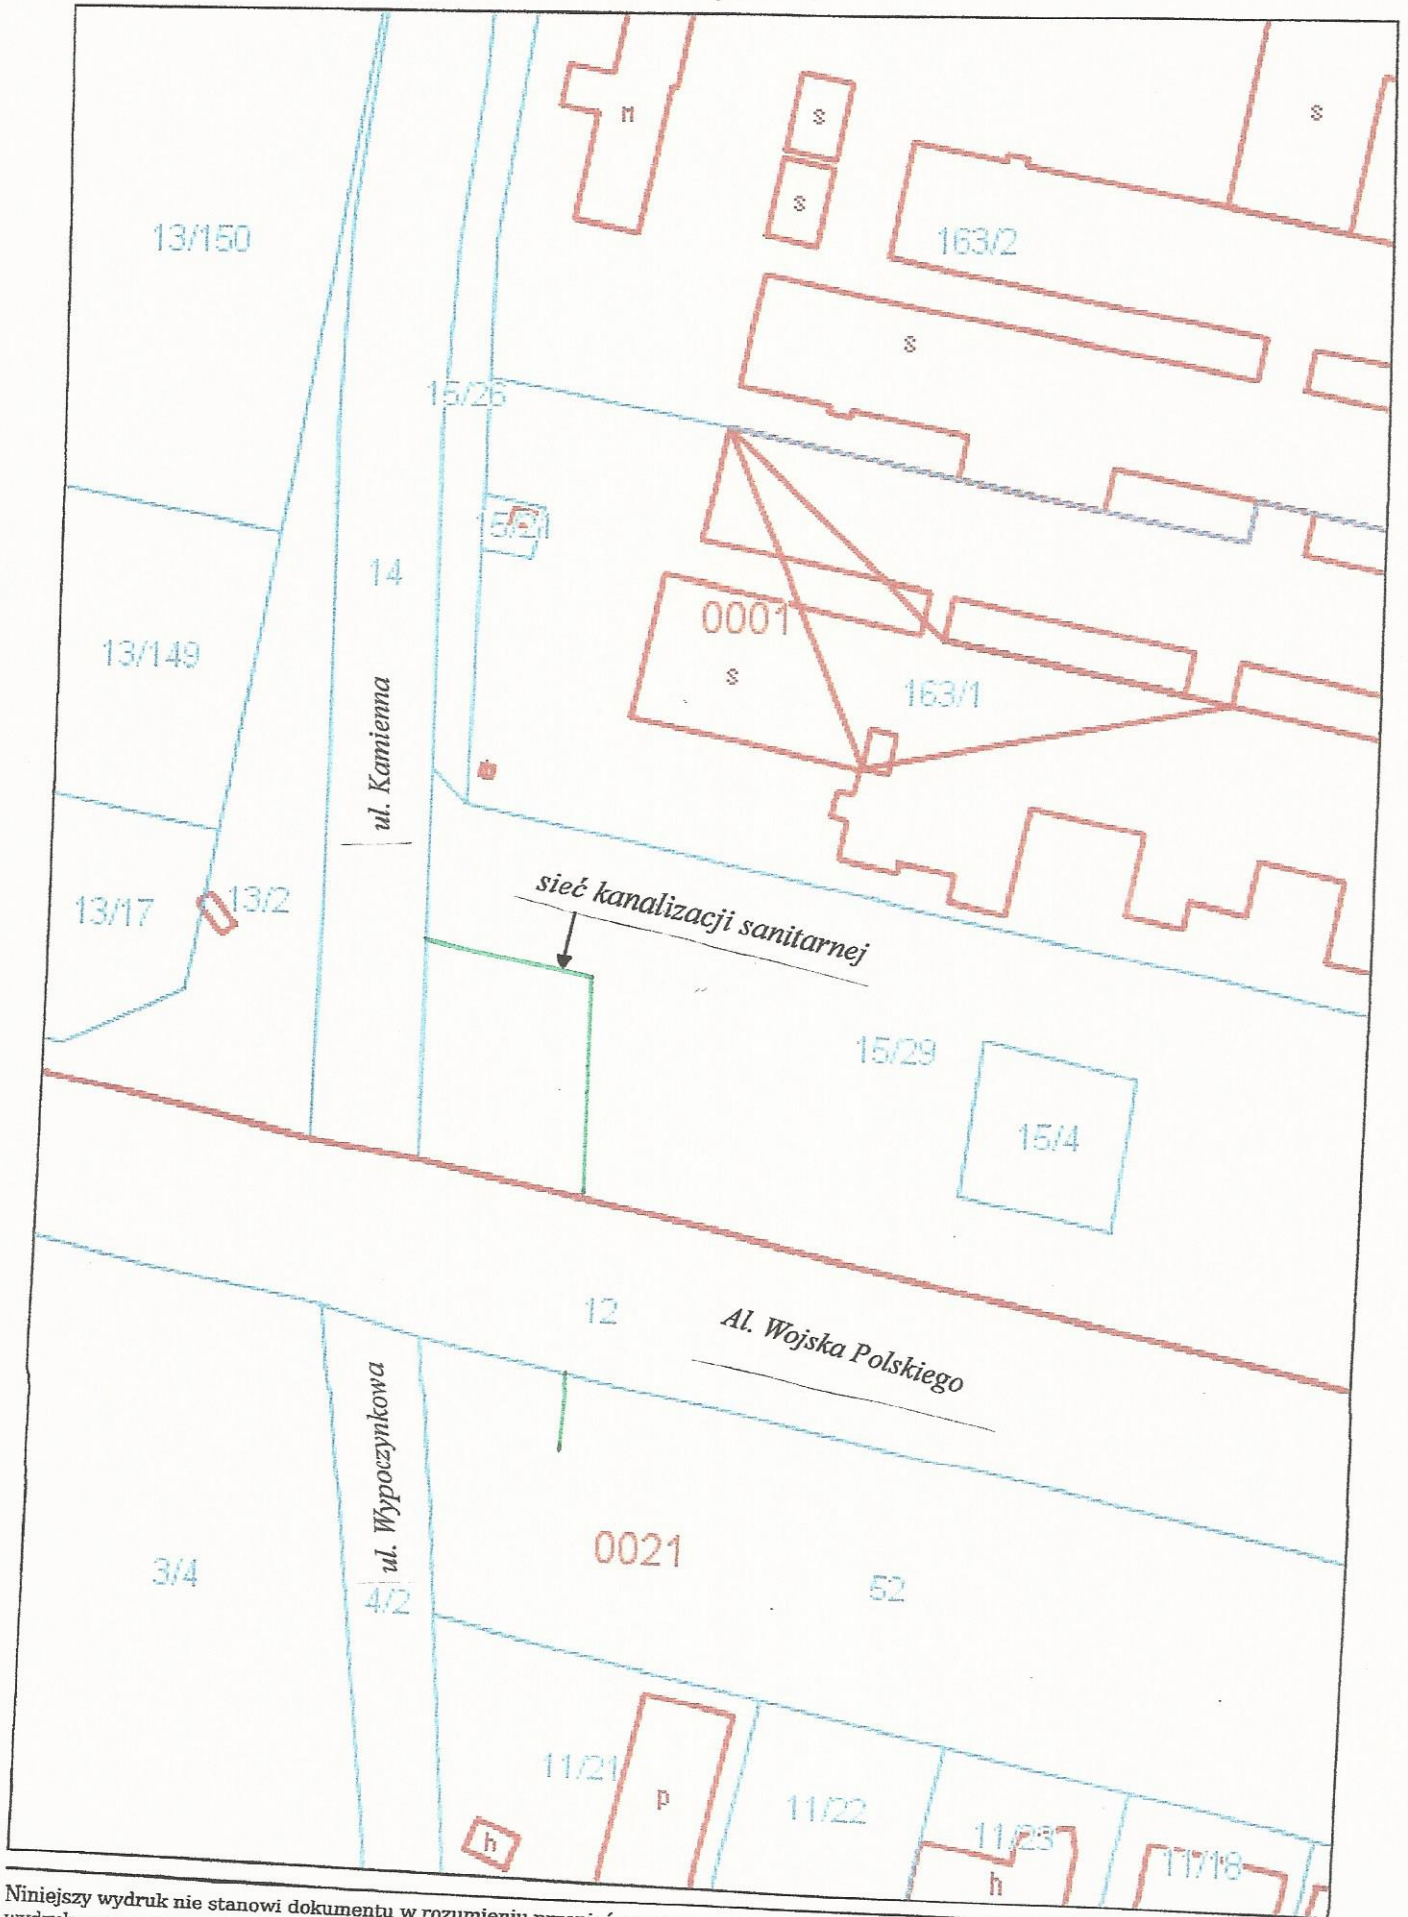 M
s
s
s
13/150
163/2
s
15/26
15/21
14
0001
13/149
s
163/1
ul. Kamienna
13/17
13/2
sieć kanalizacji sanitarnej
15/29
15/4
12
Al. Wojska Polskiego
ul. Wypoczynkowa
0021
3/4
4/2
62
11/21
p
11/22
11/23
11/18
h
h
Niniejszy wydruk nie stanowi dokumentu w rozumieniu